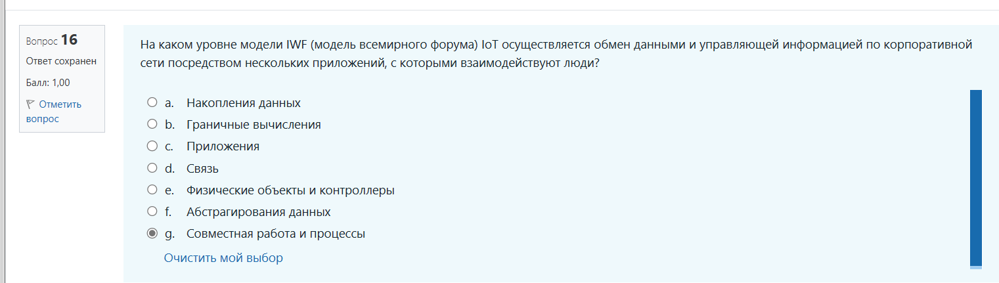 Вопрос 16
Ответ сохранен
Балл: 1,00
Отметить
вопрос
На каком уровне модели IWF (модель всемирного форума) IoT осуществляется обмен данными и управляющей информацией по корпоративной
сети посредством нескольких приложений, с которыми взаимодействуют люди?
a. Накопления данных
b. Граничные вычисления
c. Приложения
d. Связь
e. Физические объекты и контроллеры
f. Абстрагирования данных
g. Совместная работа и процессы
Очистить мой выбор